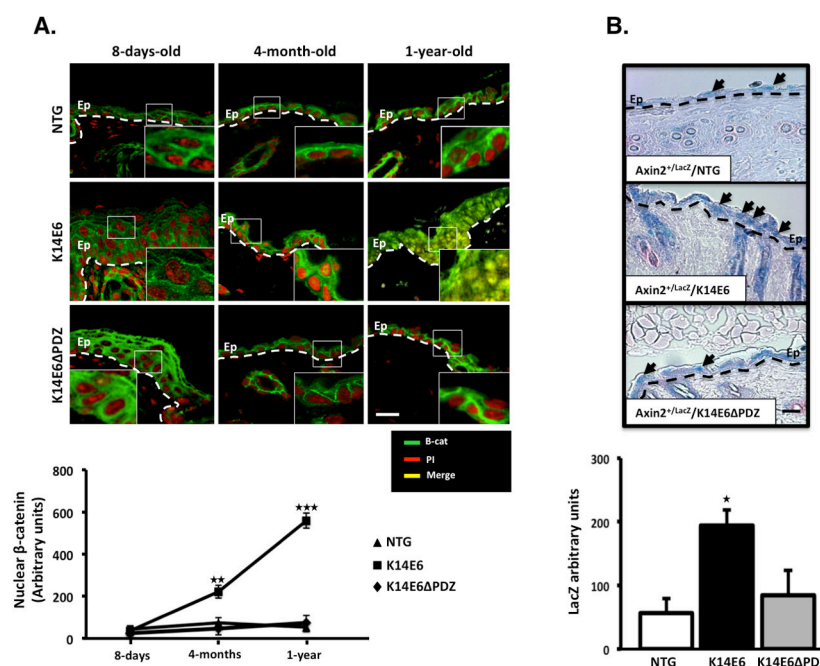 A.
8-days-old 4-month-old 1-year-old
NTG
Ep
Ep
Ep
K14E6
Ep
Ep
Ep
K14E6ΔPDZ
Ep
Ep
Ep
B-cat
PI
Merge
Nuclear β-catenin
(Arbitrary units)
800
600
400
200
0
★★
★★★
8-days 4-months 1-year
NTG
K14E6
K14E6ΔPDZ
B.
Ep
Axin2+/LacZ/NTG
Ep
Axin2+/LacZ/K14E6
Ep
Axin2+/LacZ/K14E6ΔPDZ
LacZ arbitrary units
300
200
100
0
★
NTG K14E6 K14E6ΔPD